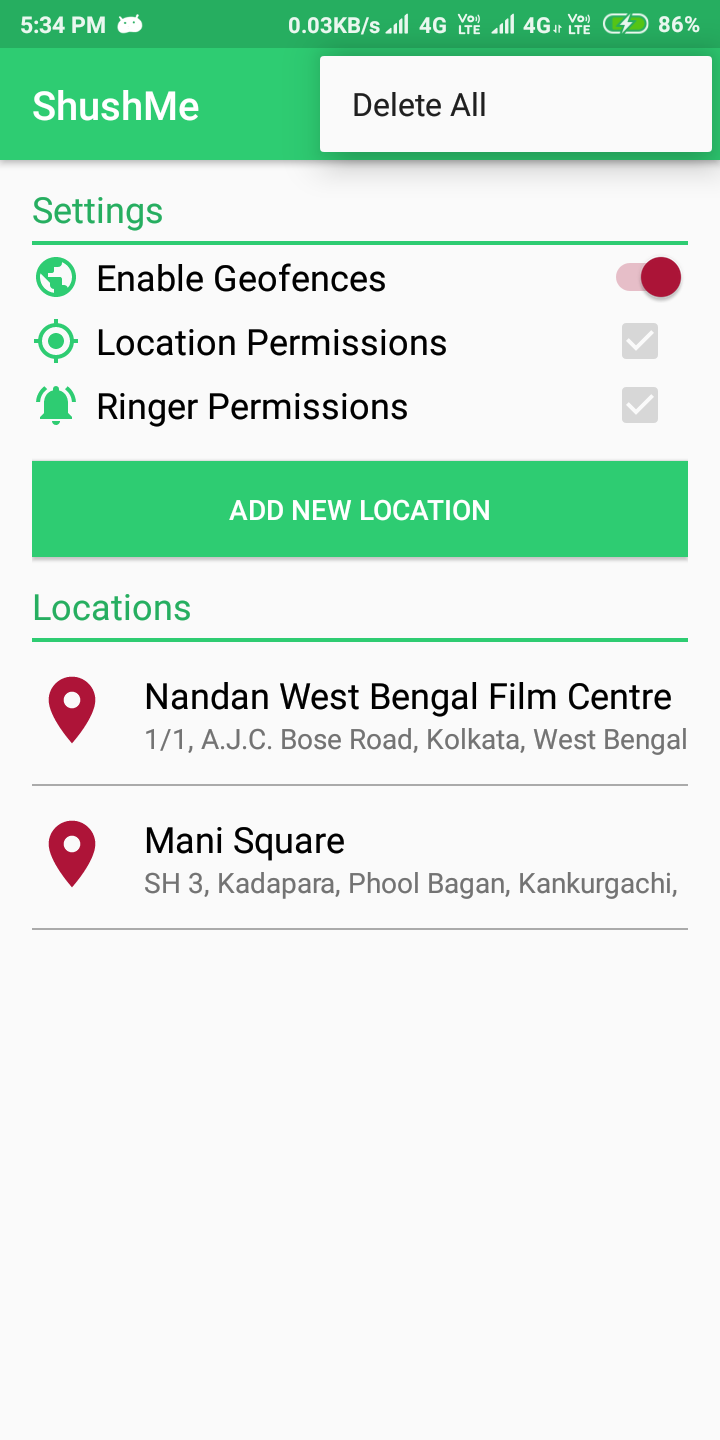 5:34 PM 0.03KB/s 4G Vo) LTE 4G Vo) LTE 86%
ShushMe
Delete All
Settings
Enable Geofences
Location Permissions
Ringer Permissions
ADD NEW LOCATION
Locations
Nandan West Bengal Film Centre
1/1, A.J.C. Bose Road, Kolkata, West Bengal
Mani Square
SH 3, Kadapara, Phool Bagan, Kankurgachi,